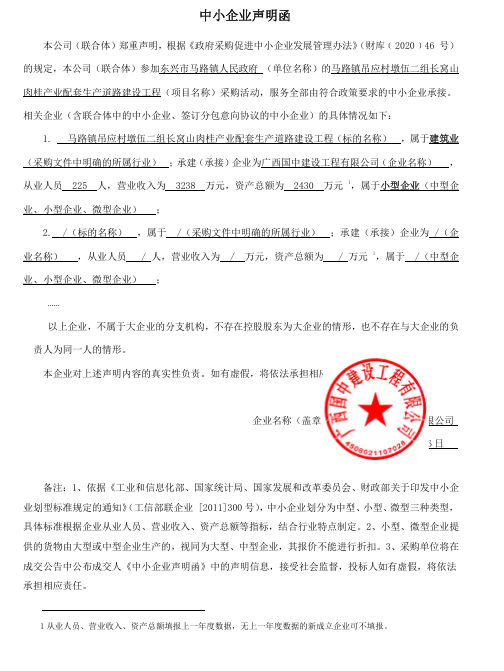 中小企业声明函
本公司（联合体）郑重声明，根据《政府采购促进中小企业发展管理办法》（财库﹝2020﹞46 号）
的规定，本公司（联合体）参加东兴市马路镇人民政府 （单位名称）的马路镇吊应村墩伍二组长窝山
肉桂产业配套生产道路建设工程（项目名称）采购活动，服务全部由符合政策要求的中小企业承接。
相关企业（含联合体中的中小企业、签订分包意向协议的中小企业）的具体情况如下：
1. 马路镇吊应村墩伍二组长窝山肉桂产业配套生产道路建设工程（标的名称） ，属于建筑业
（采购文件中明确的所属行业） ；承建（承接）企业为广西国中建设工程有限公司（企业名称） ，
从业人员 225 人，营业收入为 3238 万元，资产总额为 2430 万元¹，属于小型企业（中型企
业、小型企业、微型企业） ；
2. /（标的名称） ，属于 /（采购文件中明确的所属行业） ；承建（承接）企业为 /（企
业名称） ，从业人员 / 人，营业收入为 / 万元，资产总额为 / 万元¹，属于 /（中型企
业、小型企业、微型企业） ；
……
以上企业，不属于大企业的分支机构，不存在控股股东为大企业的情形，也不存在与大企业的负
责人为同一人的情形。
本企业对上述声明内容的真实性负责。如有虚假，将依法承担相
广西国中建设工程有限公司
4506021107028
企业名称（盖章 限公司
日
备注：1、依据《工业和信息化部、国家统计局、国家发展和改革委员会、财政部关于印发中小企
业划型标准规定的通知》（工信部联企业 [2011]300 号），中小企业划分为中型、小型、微型三种类型，
具体标准根据企业从业人员、营业收入、资产总额等指标，结合行业特点制定。2、小型、微型企业提
供的货物由大型或中型企业生产的，视同为大型、中型企业，其报价不能进行折扣。3、采购单位将在
成交公告中公布成交人《中小企业声明函》中的声明信息，接受社会监督，投标人如有虚假，将依法
承担相应责任。
1 从业人员、营业收入、资产总额填报上一年度数据，无上一年度数据的新成立企业可不填报。